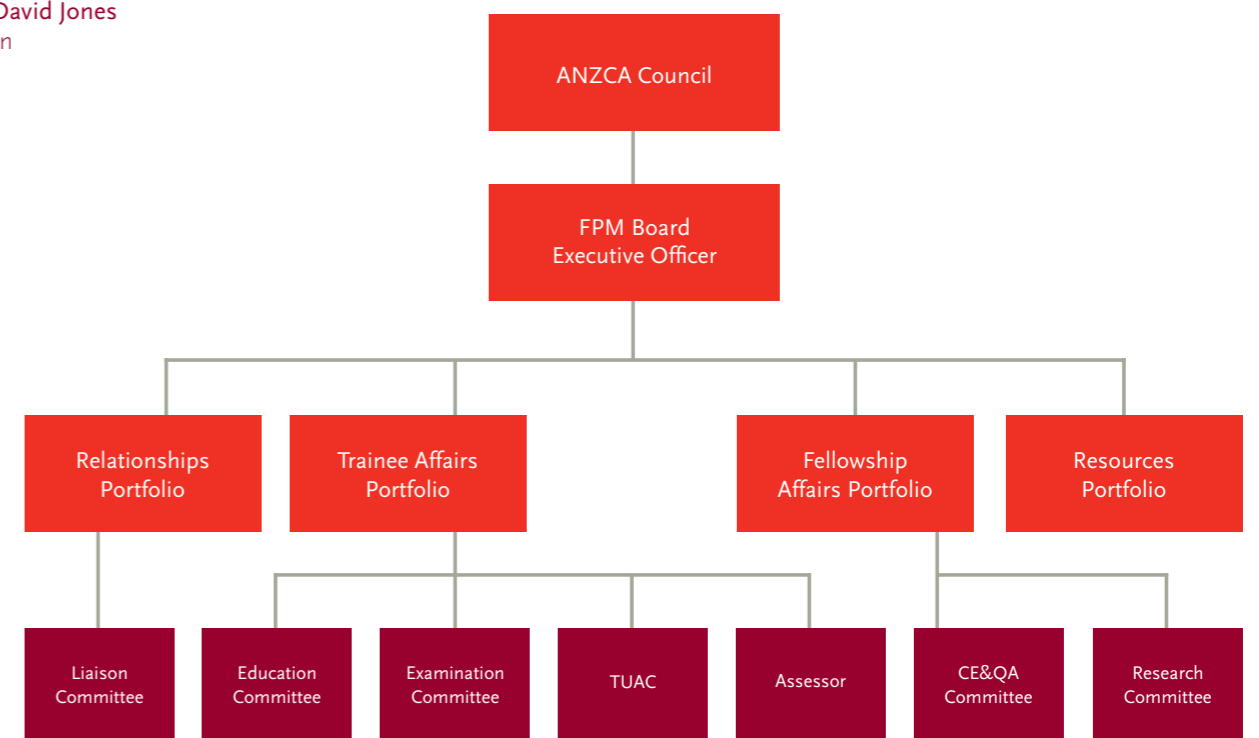 David Jones
ANZCA Council
FPM Board
Executive Officer
Relationships
Portfolio
Trainee Affairs
Portfolio
Fellowship
Affairs Portfolio
Resources
Portfolio
Liaison
Committee
Education
Committee
Examination
Committee
TUAC
Assessor
CE&QA
Committee
Research
Committee